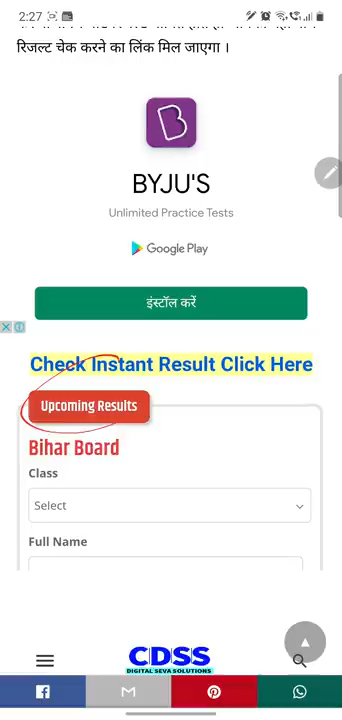 2:27
रिजल्ट चेक करने का लिंक मिल जाएगा ।
BYJU'S
Unlimited Practice Tests
Google Play
इंस्टॉल करें
Check Instant Result Click Here
Upcoming Results
Bihar Board
Class
Select
Full Name
CDSS
DIGITAL SEVA SOLUTIONS